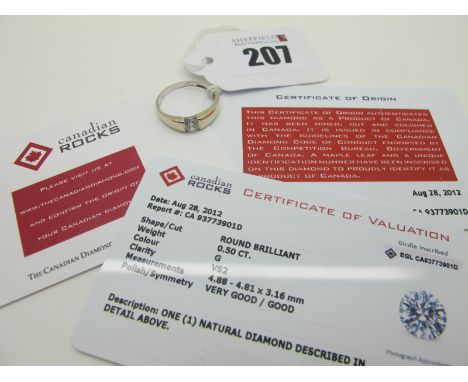 SHEFFIELD
AUCTION
207
canadian
ROCKS
PLEASE VISIT US AT
WWW.THECANADIANDIAMOND.COM
AND CONFIRM THE ORIGIN OF
YOUR CANADIAN DIAMOND
THE CANADIAN DIAMOND
CERTIFICATE OF ORIGIN
THIS CERTIFICATE OF ORIGIN AUTHENTICATES
THIS DIAMOND AS A PRODUCT OF CANADA.
IT HAS BEEN MINED, CUT AND POLISHED
IN CANADA. IT IS ISSUED IN COMPLIANCE
WITH THE GUIDELINES OF THE CANADIAN
DIAMOND CODE OF CONDUCT ENDORSED BY
THE COMPETITION BUREAU, GOVERNMENT
OF CANADA. A MAPLE LEAF AND A UNIQUE
IDENTIFICATION NUMBER HAVE BEEN INSCRIBED
ON THIS DIAMOND TO PROUDLY IDENTIFY IT AS
PRODUCT OF CANADA.
Aug 28, 2012
CA 93773901D
canadian
ROCKS
CERTIFICATE OF VALUATION
Date: Aug 28, 2012
Report #: CA 93773901D
Shape/Cut ROUND BRILLIANT
Weight 0.50 CT.
Colour G
Clarity VS2
Measurements 4.88 - 4.81 x 3.16 mm
Polish/Symmetry VERY GOOD / GOOD
Description: ONE (1) NATURAL DIAMOND DESCRIBED IN
DETAIL ABOVE.
Girdle Inscribed
EGL CA93773901D
Photograph Approx